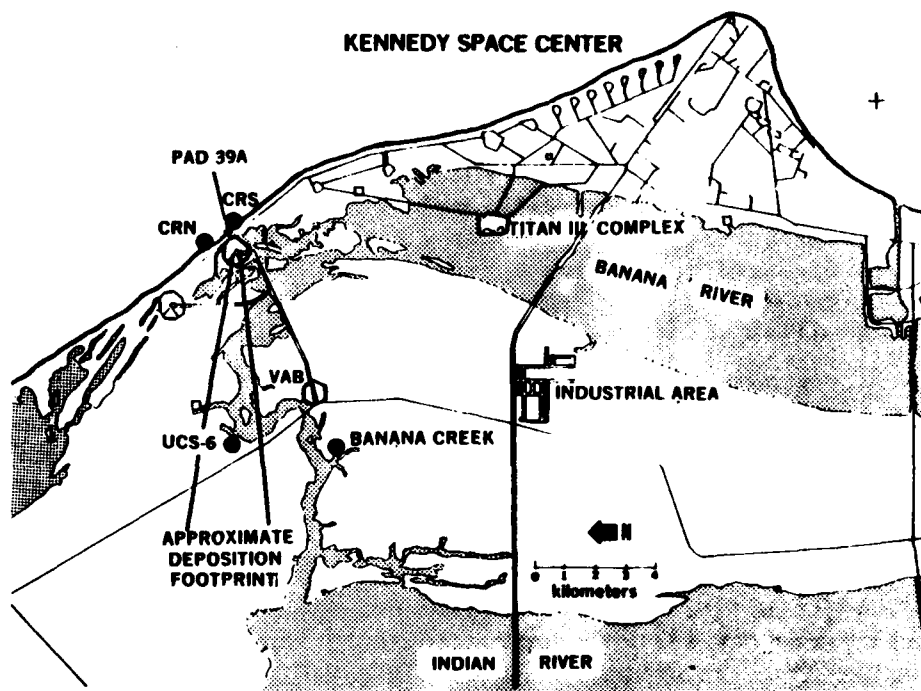 KENNEDY SPACE CENTER
PAD 39A
CRS
CRN
TITAN III COMPLEX
BANANA RIVER
VAB
INDUSTRIAL AREA
UCS-6
BANANA CREEK
APPROXIMATE
DEPOSITION
FOOTPRINT
N
0 1 2 3 4
kilometers
INDIAN RIVER